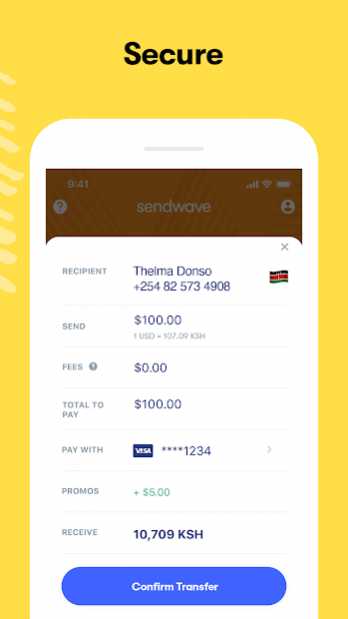 Secure
9:41
sendwave
RECIPIENT
Thelma Donso
+254 82 573 4908
SEND
$100.00
1 USD = 107.09 KSH
FEES ?
$0.00
TOTAL TO
PAY
$100.00
PAY WITH
VISA ****1234
PROMOS
+ $5.00
RECEIVE
10,709 KSH
Confirm Transfer